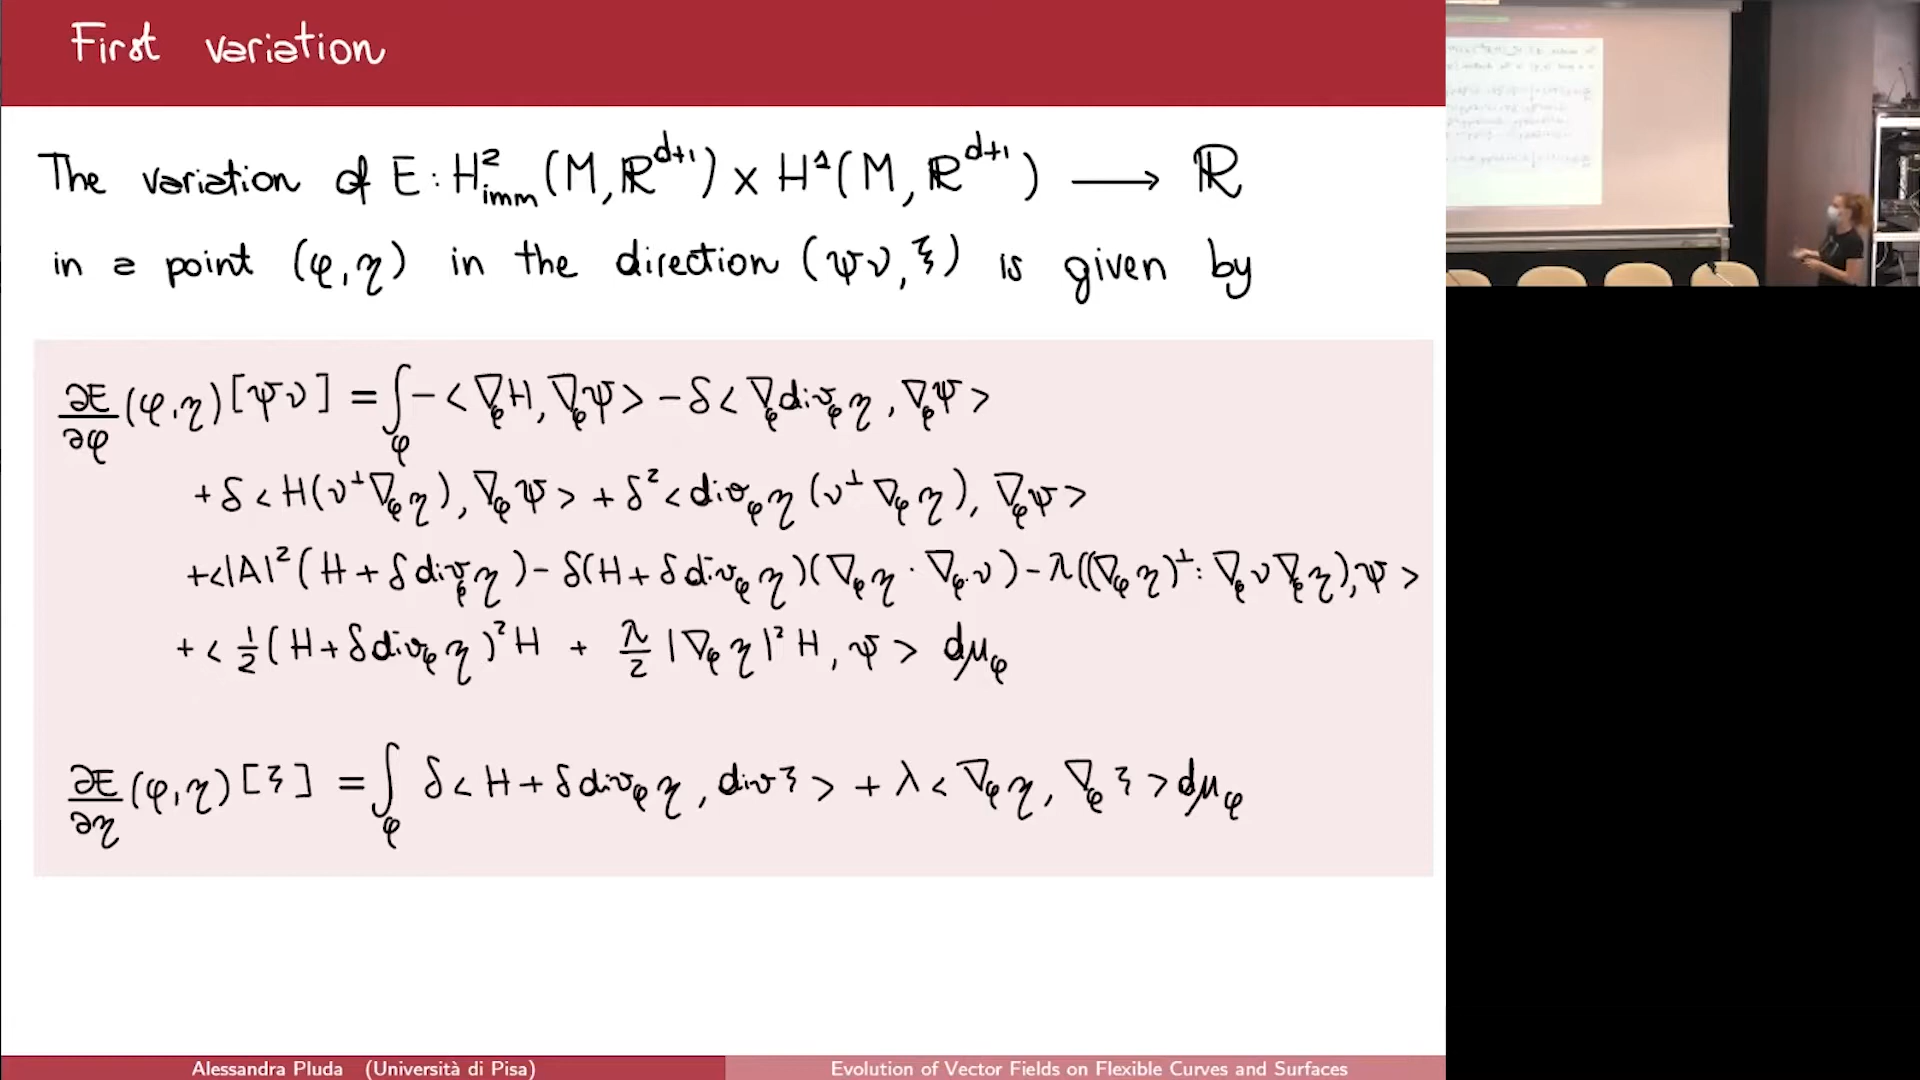 First variation
The variation of E : H²imm (M, ℝᵈ⁺¹) × H¹(M, ℝᵈ⁺¹) ⟶ ℝ
in a point (φ, η) in the direction (ψν, ξ) is given by
∂E/∂φ (φ, η) [ψν] = ∫_φ − < ∇_φ H, ∇_φ ψ > − δ < ∇_φ div_φ η, ∇_φ ψ >
+ δ < H(ν^⊥ ∇_φ η), ∇_φ ψ > + δ² < div_φ η (ν^⊥ ∇_φ η), ∇_φ ψ >
+ < |A|² (H + δ div_φ η) − δ(H + δ div_φ η)(∇_φ η · ∇_φ ν) − λ((∇_φ η)^⊥ : ∇_φ ν ∇_φ η), ψ >
+ < ½ (H + δ div_φ η)² H + λ/2 |∇_φ η|² H, ψ > dμ_φ
∂E/∂η (φ, η) [ξ] = ∫_φ δ < H + δ div_φ η, div ξ > + λ < ∇_φ η, ∇_φ ξ > dμ_φ
Alessandra Pluda (Università di Pisa)
Evolution of Vector Fields on Flexible Curves and Surfaces